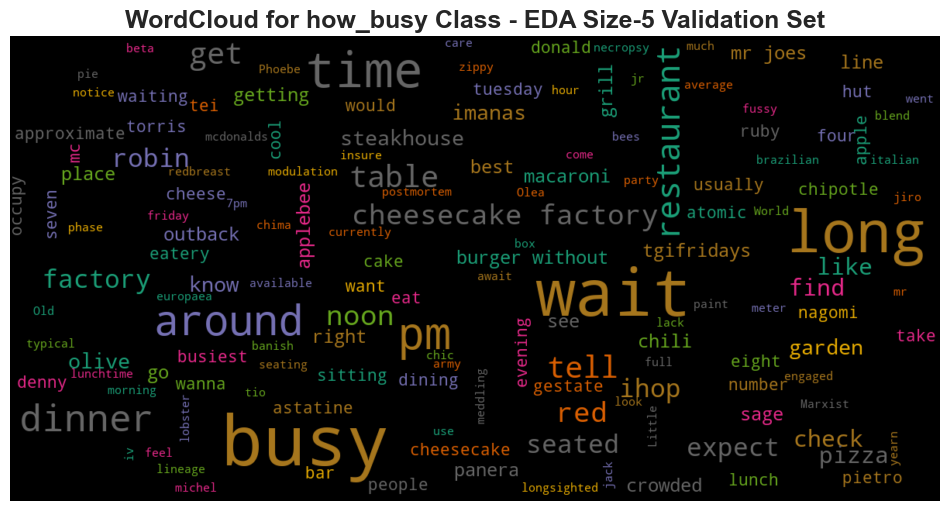 WordCloud for how_busy Class - EDA Size-5 Validation Set
beta
care
donald
necropsy
much
mr joes
line
pie
get
time
Phoebe
zippy
grill
jr
average
hut
went
notice
waiting
tei
getting
would
tuesday
hour
imanas
restaurant
fussy
blend
approximate
torris
mcdonalds
cool
steakhouse
bees
ruby
four
apple
mc
robin
insure
come
brazilian
italian
place
redbreast
modulation
table
best
macaroni
usually
chipotle
occupy
seven
cheese
7pm
applebee
postmortem
Olea
party
atomic
World
jiro
friday
cheesecake factory
long
phase
outback
chima
currently
box
tgifridays
eatery
cake
burger without
like
factory
know
available
want
await
wait
find
europaea
eat
paint
meter
mr
Old
around
noon
pm
see
lack
nagomi
typical
banish
right
chic
chili
take
olive
busiest
seating
army
evening
tell
full
eight
garden
denny
lunchtime
go
wanna
sitting
dining
gestate
ihop
number
engaged
morning
tio
meddling
look
Marxist
dinner
lobster
astatine
red
Little
sage
busy
use
seated
expect
check
yearn
iv
feel
cheesecake
pizza
lineage
bar
panera
jack
lunch
pietro
michel
people
longsighted
crowded